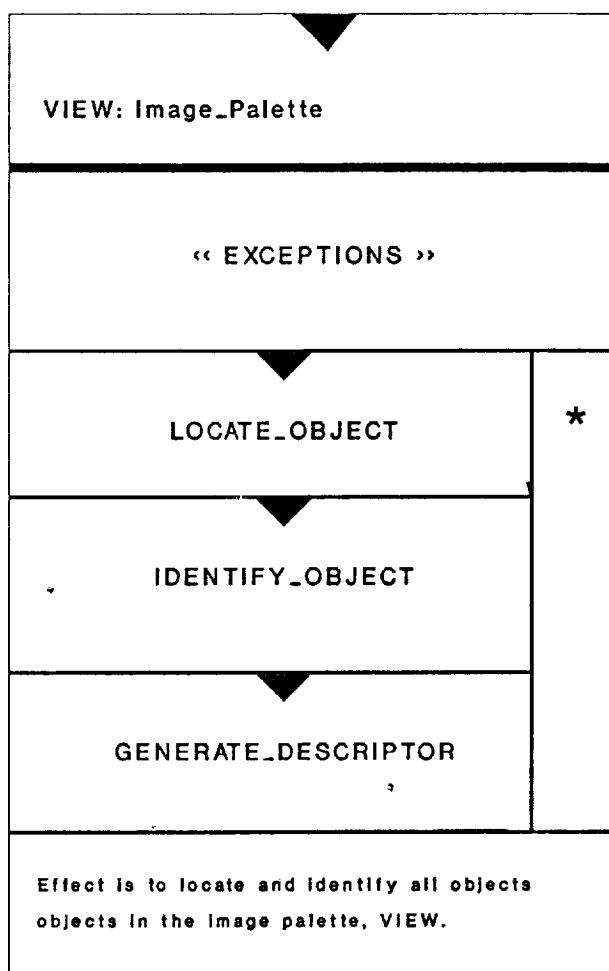 VIEW: Image_Palette
‹‹ EXCEPTIONS ››
LOCATE_OBJECT
*
IDENTIFY_OBJECT
GENERATE_DESCRIPTOR
Effect is to locate and identify all objects
objects in the image palette, VIEW.